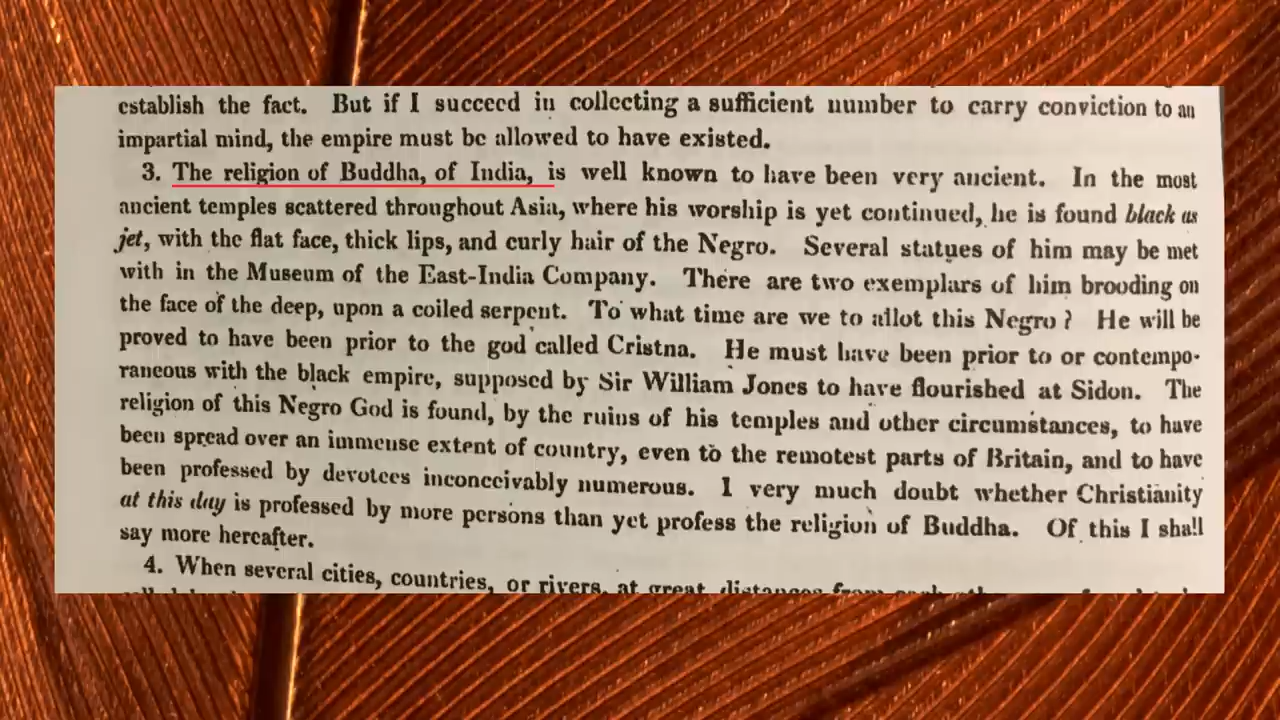 establish the fact. But if I succeed in collecting a sufficient number to carry conviction to an
impartial mind, the empire must be allowed to have existed.
3. The religion of Buddha, of India, is well known to have been very ancient. In the most
ancient temples scattered throughout Asia, where his worship is yet continued, he is found black as
jet, with the flat face, thick lips, and curly hair of the Negro. Several statues of him may be met
with in the Museum of the East-India Company. There are two exemplars of him brooding on
the face of the deep, upon a coiled serpent. To what time are we to allot this Negro? He will be
proved to have been prior to the god called Cristna. He must have been prior to or contempo-
raneous with the black empire, supposed by Sir William Jones to have flourished at Sidon. The
religion of this Negro God is found, by the ruins of his temples and other circumstances, to have
been spread over an immense extent of country, even to the remotest parts of Britain, and to have
been professed by devotees inconceivably numerous. I very much doubt whether Christianity
at this day is professed by more persons than yet profess the religion of Buddha. Of this I shall
say more hereafter.
4. When several cities, countries, or rivers, at great distances from each